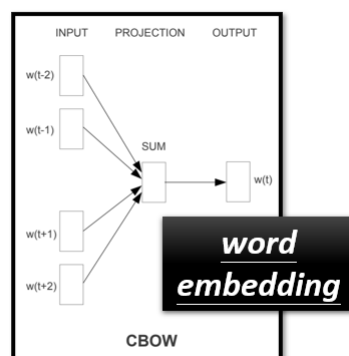 INPUT PROJECTION OUTPUT
w(t-2)
w(t-1)
SUM
w(t)
w(t+1)
w(t+2)
word
embedding
CBOW